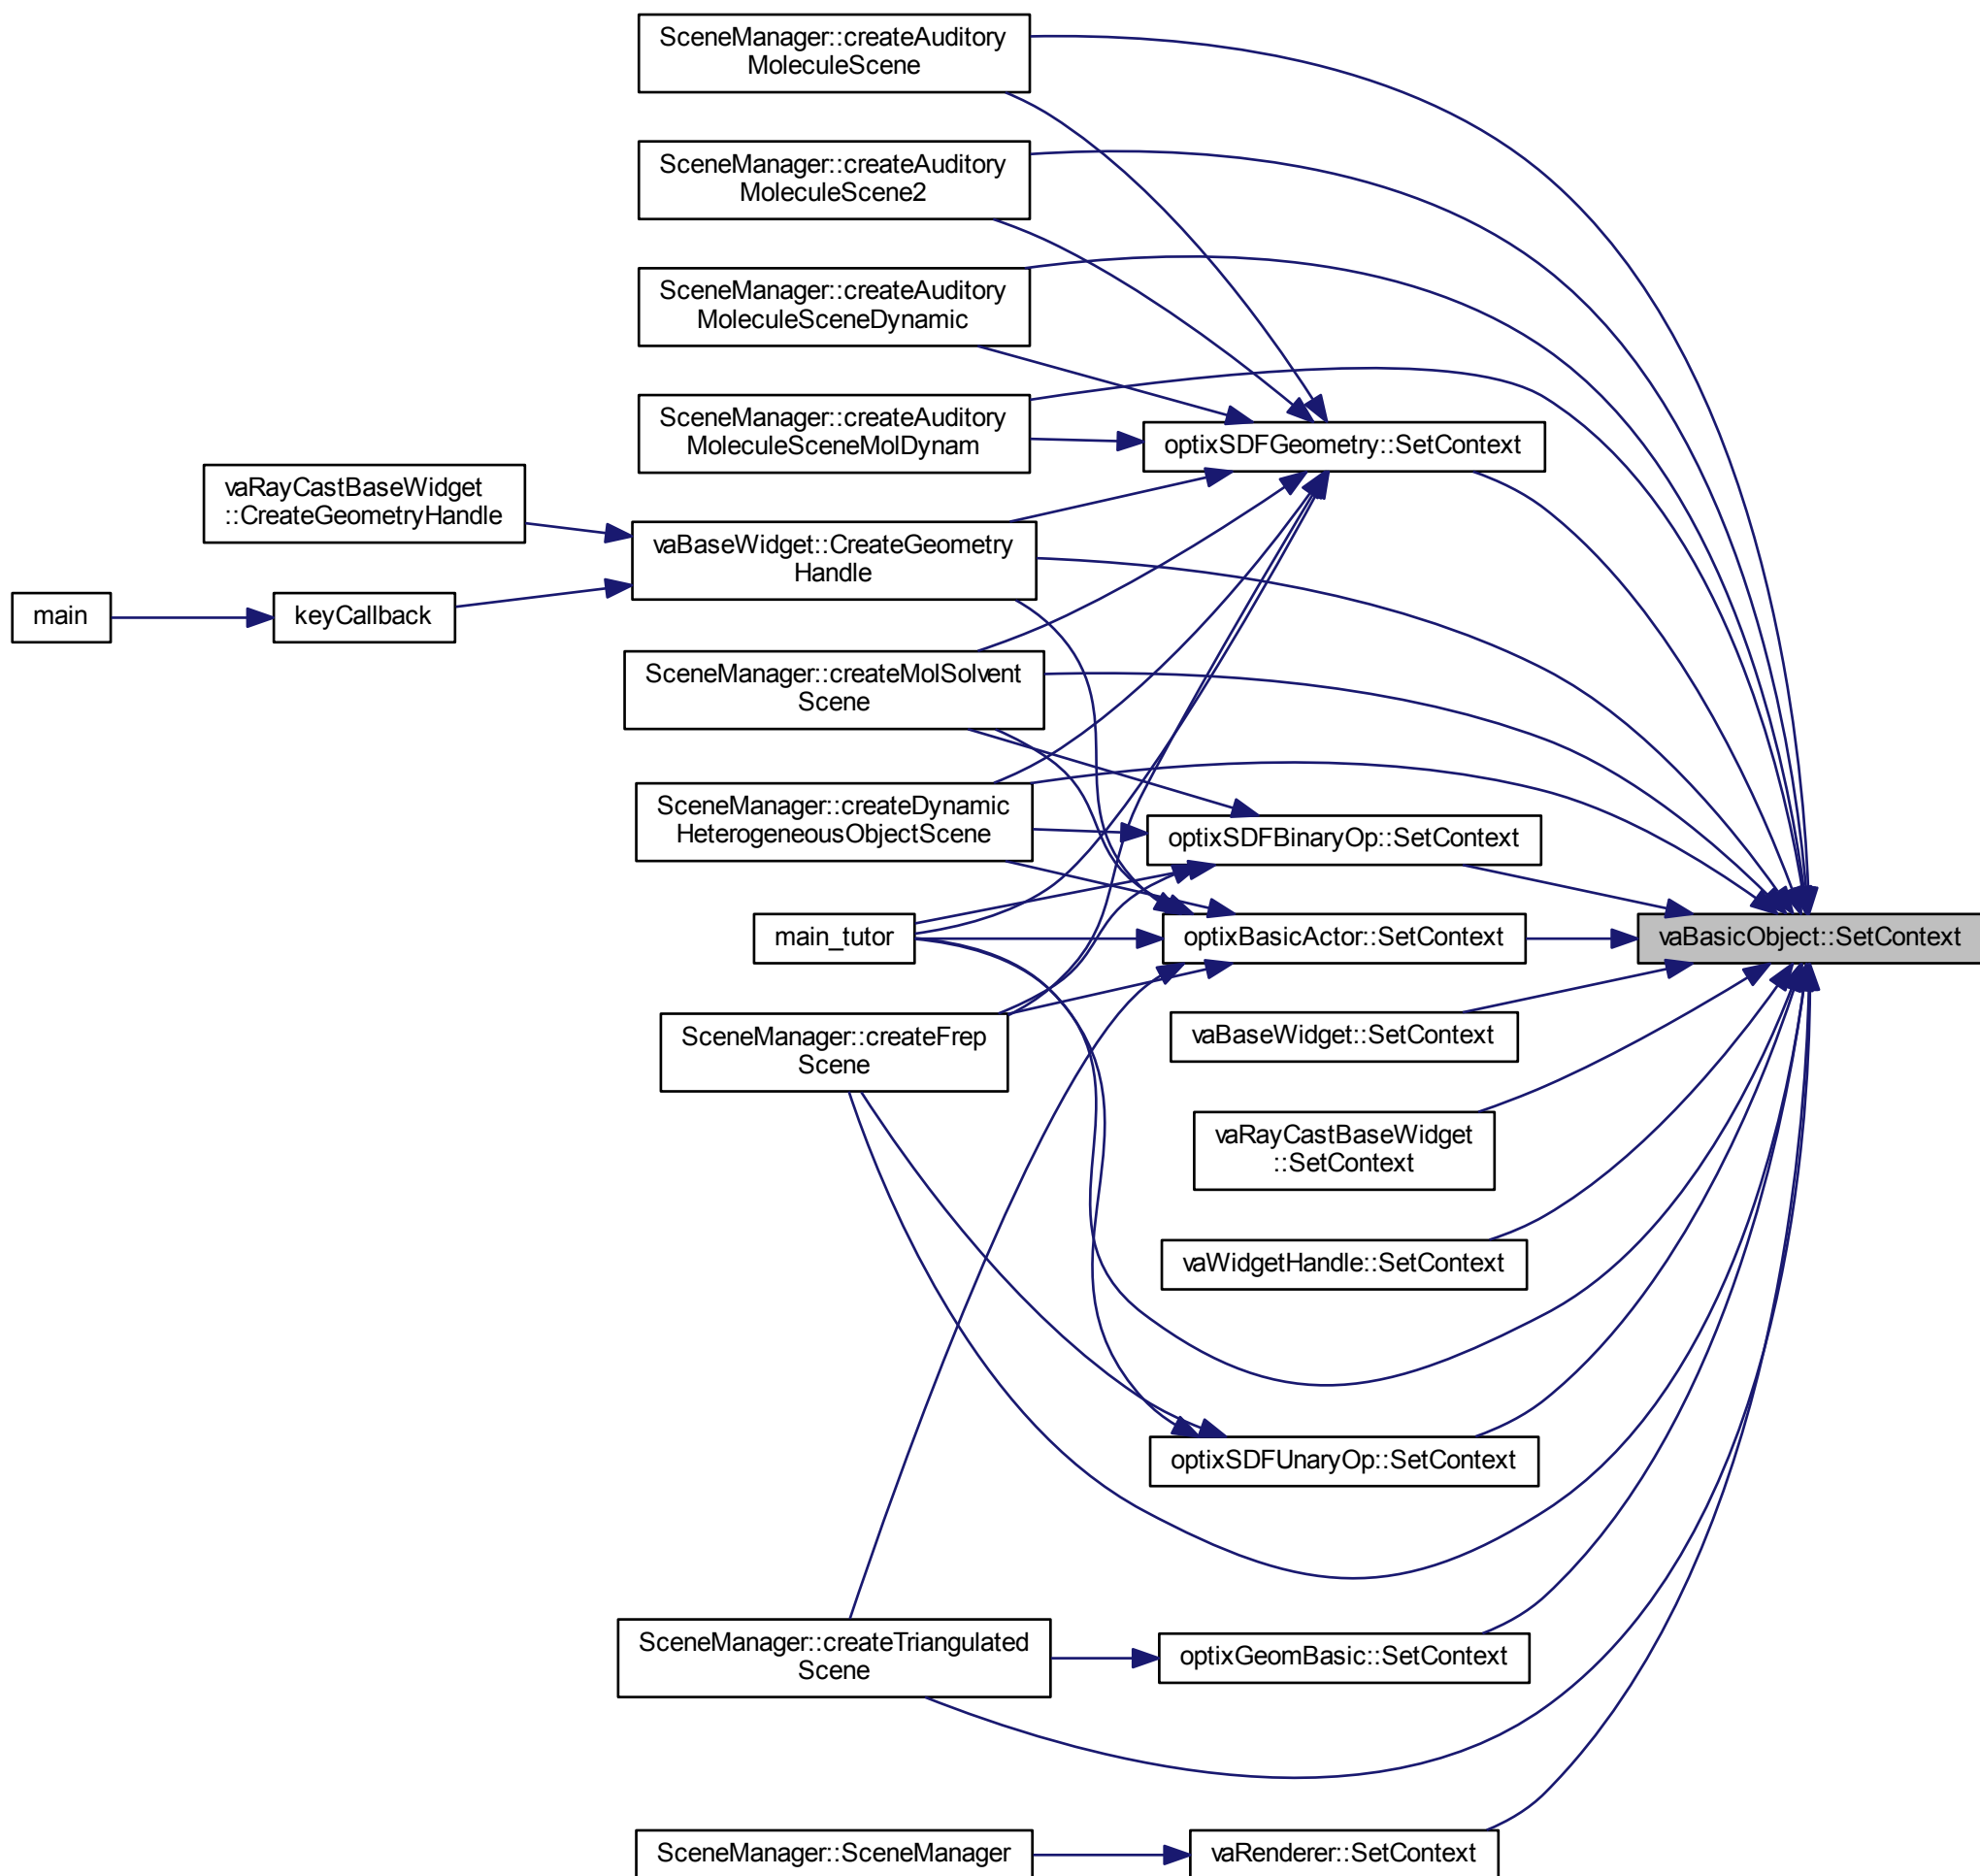 SceneManager::createAuditory
MoleculeScene
SceneManager::createAuditory
MoleculeScene2
SceneManager::createAuditory
MoleculeSceneDynamic
SceneManager::createAuditory
MoleculeSceneMolDynam
optixSDFGeometry::SetContext
vaRayCastBaseWidget
::CreateGeometryHandle
vaBaseWidget::CreateGeometry
Handle
main
keyCallback
SceneManager::createMolSolvent
Scene
SceneManager::createDynamic
HeterogeneousObjectScene
optixSDFBinaryOp::SetContext
main_tutor
optixBasicActor::SetContext
vaBasicObject::SetContext
SceneManager::createFrep
Scene
vaBaseWidget::SetContext
vaRayCastBaseWidget
::SetContext
vaWidgetHandle::SetContext
optixSDFUnaryOp::SetContext
SceneManager::createTriangulated
Scene
optixGeomBasic::SetContext
SceneManager::SceneManager
vaRenderer::SetContext